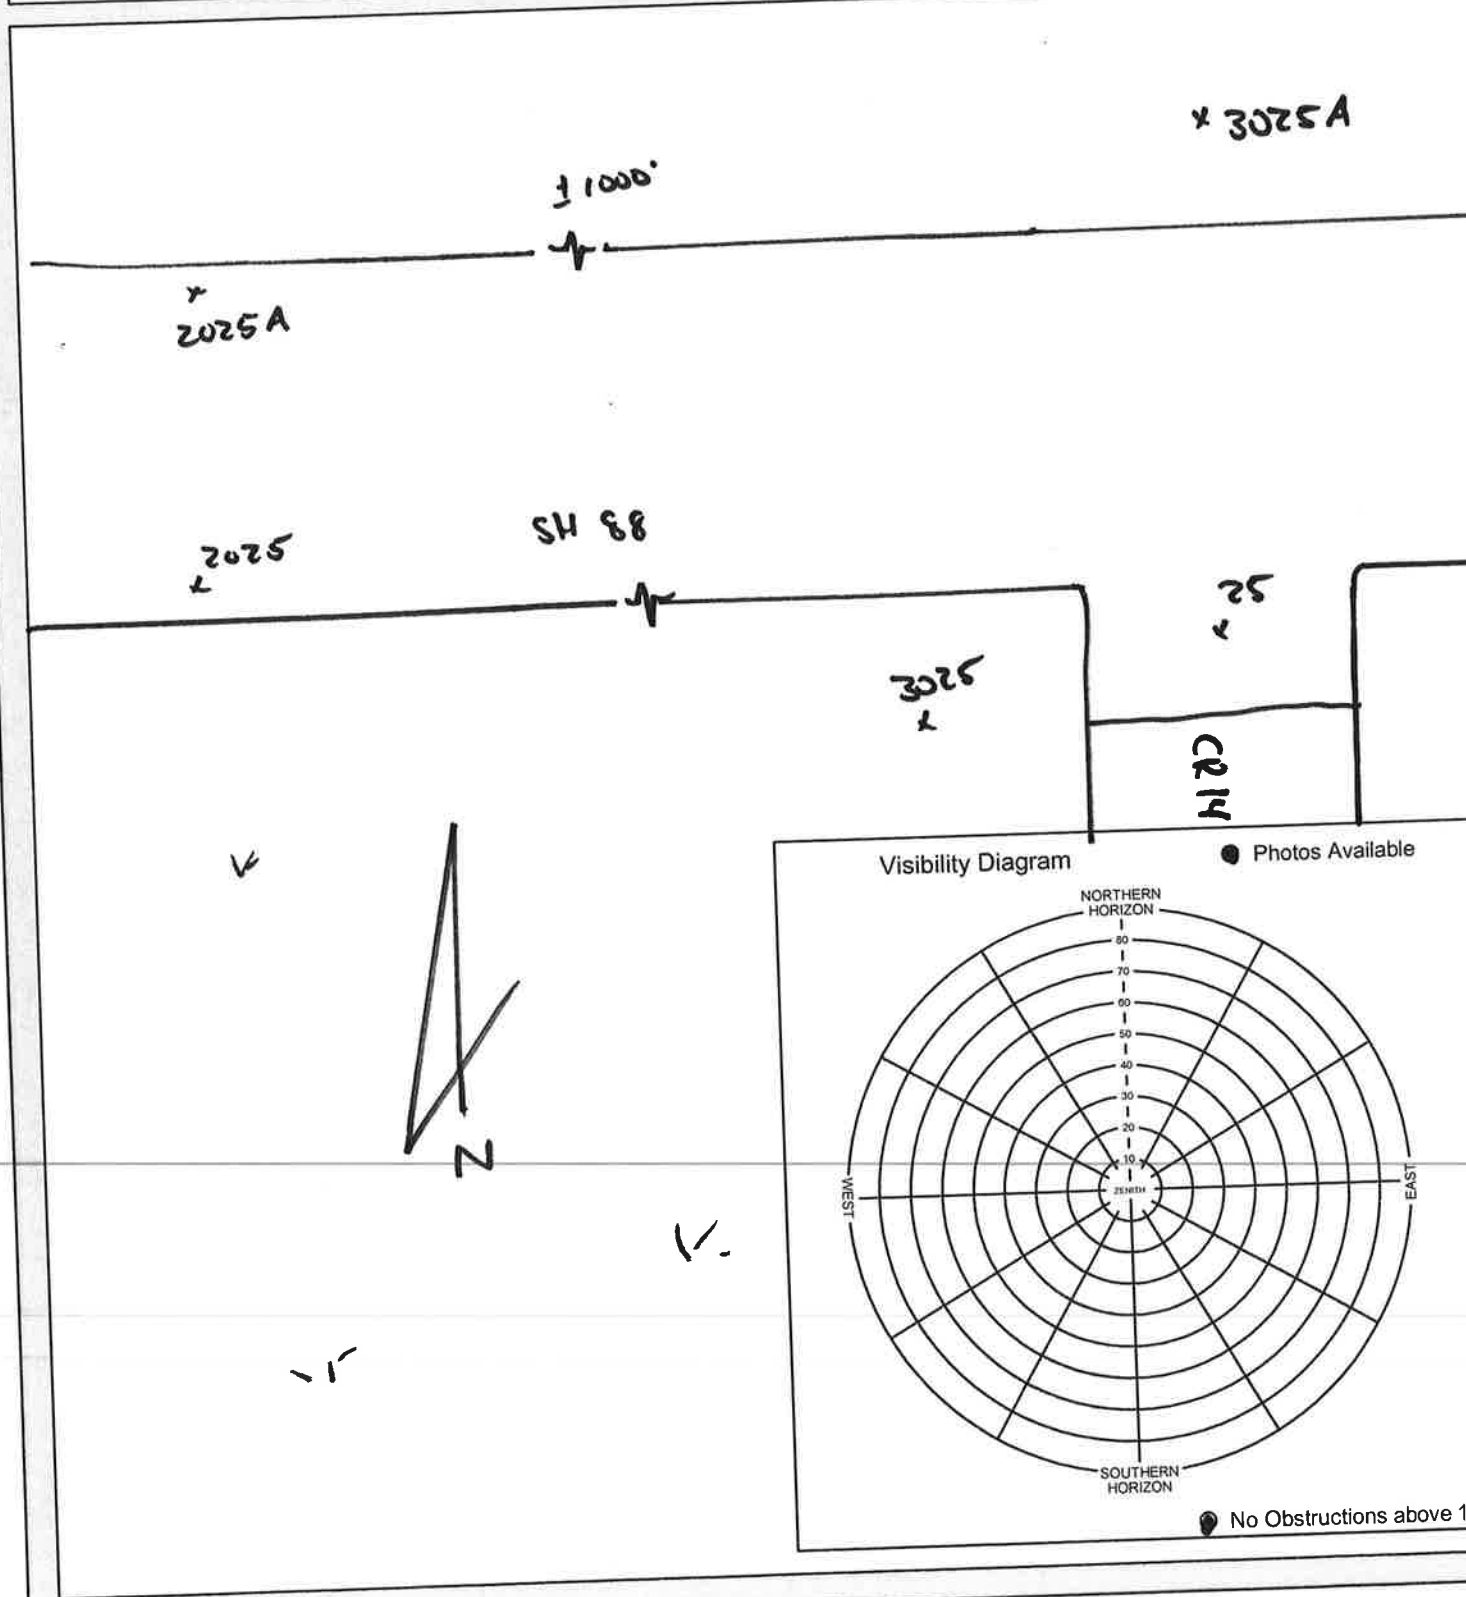 x 3025A
± 1000'
x
2025A
SH 88
2025
x
25
x
3025
x
CR14
N
Visibility Diagram
Photos Available
NORTHERN
HORIZON
80
70
60
50
40
30
20
10
ZENITH
WEST
EAST
SOUTHERN
HORIZON
No Obstructions above 1